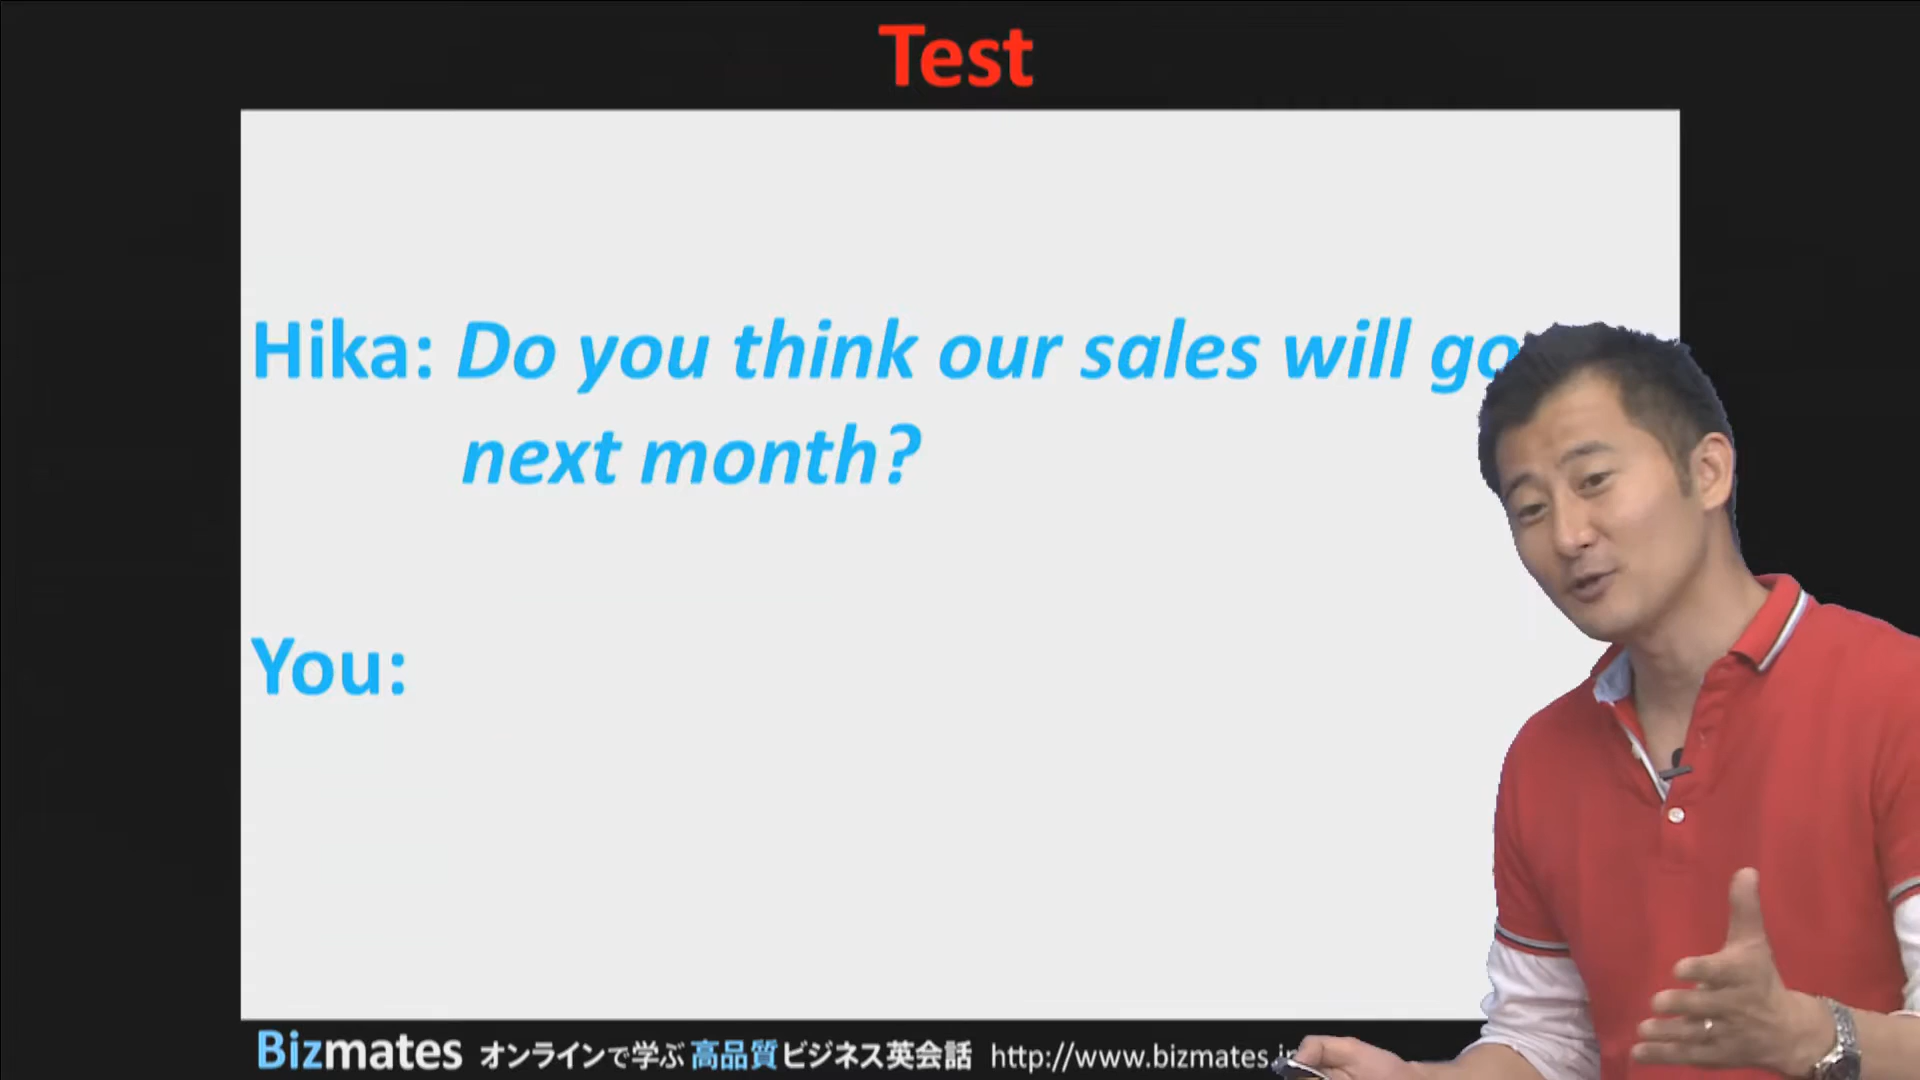 Test
Hika: Do you think our sales will go
next month?
You:
Bizmates オンラインで学ぶ高品質ビジネス英会話 http://www.bizmates.j